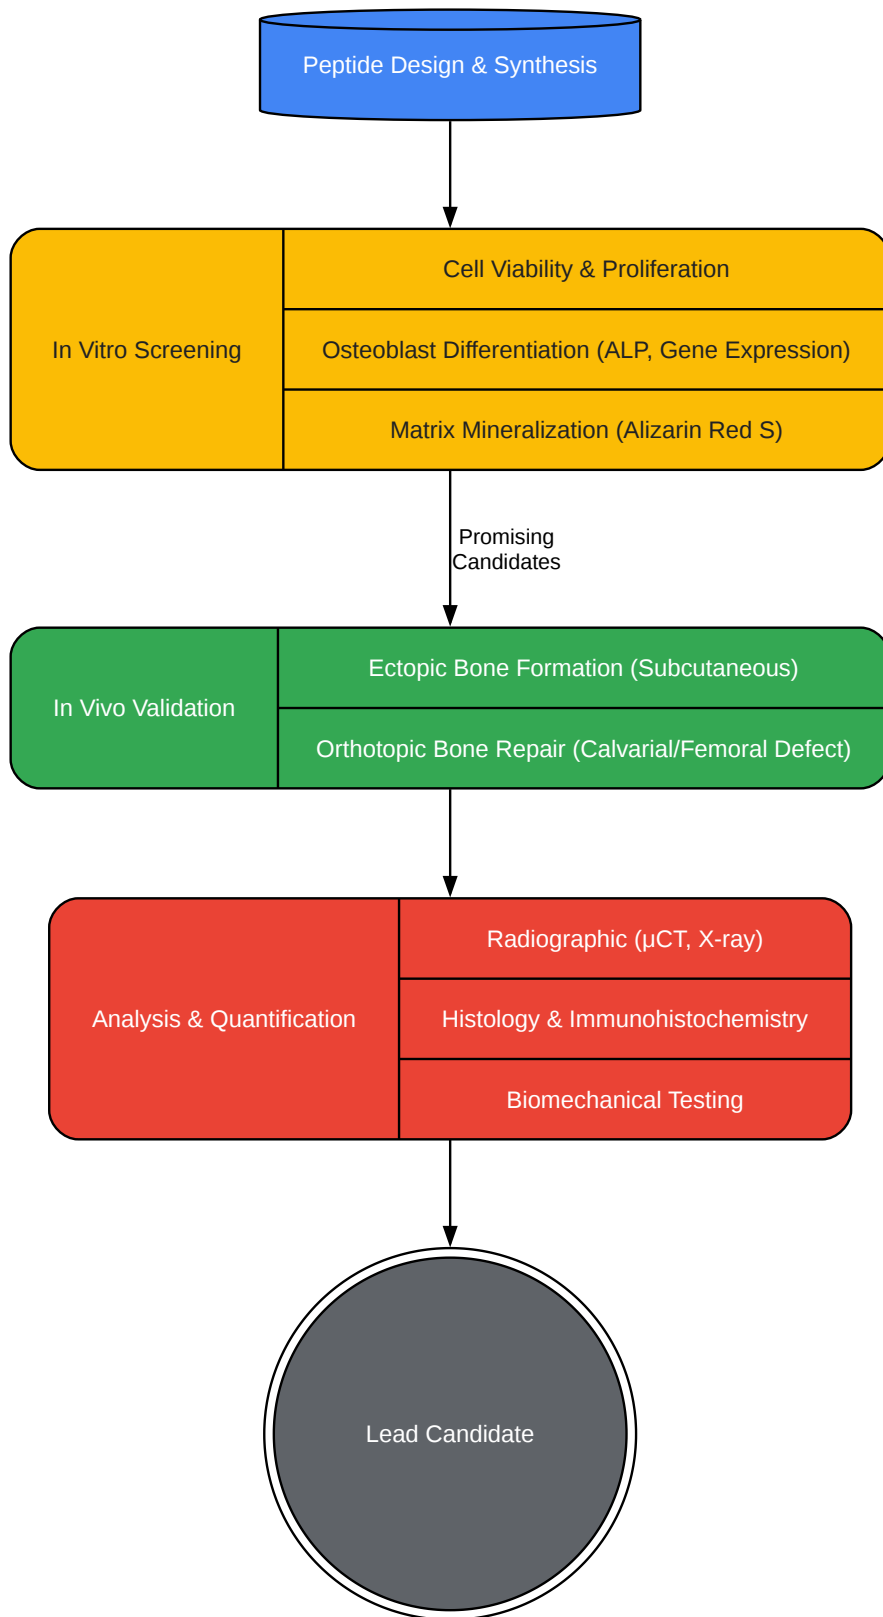 Peptide Design & Synthesis
In Vitro Screening
Cell Viability & Proliferation
Osteoblast Differentiation (ALP, Gene Expression)
Matrix Mineralization (Alizarin Red S)
Promising
Candidates
In Vivo Validation
Ectopic Bone Formation (Subcutaneous)
Orthotopic Bone Repair (Calvarial/Femoral Defect)
Analysis & Quantification
Radiographic (μCT, X-ray)
Histology & Immunohistochemistry
Biomechanical Testing
Lead Candidate